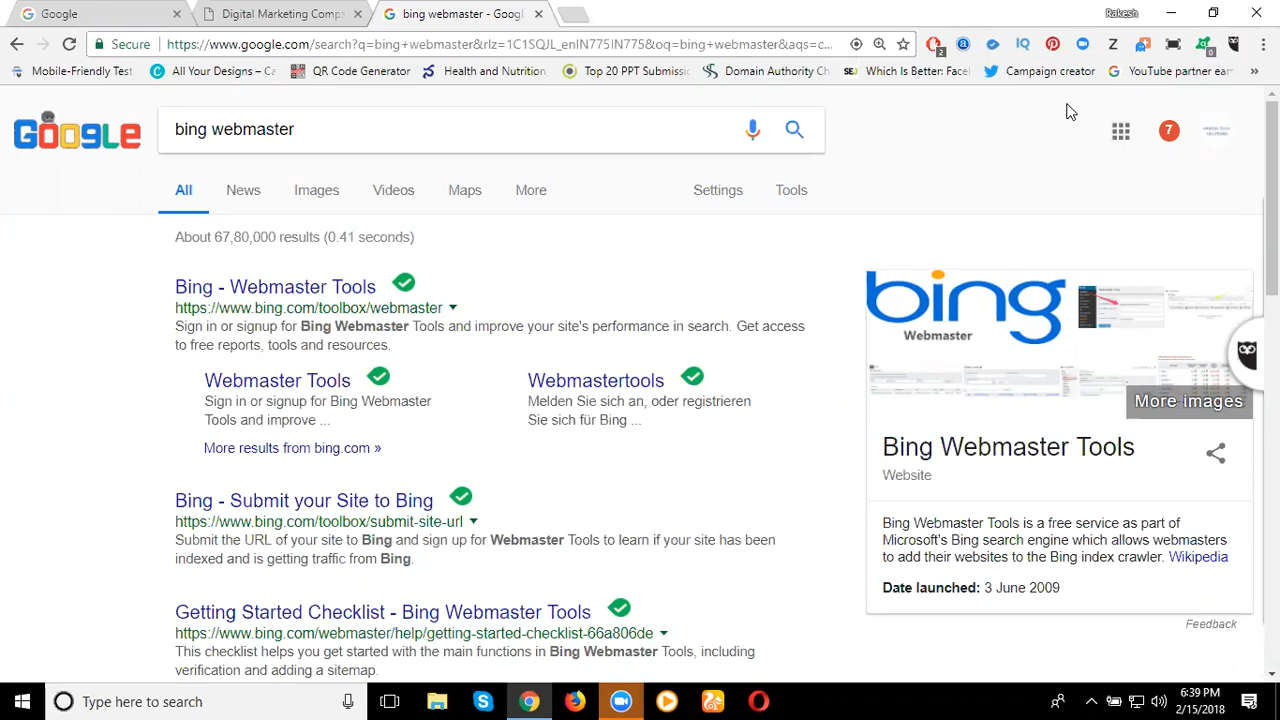 Google
Digital Marketing Comp
bing webmaster - Googl
Rakesh
Secure
https://www.google.com/search?q=bing+webmaster&rlz=1C1SQJL_enIN775IN775&oq=bing+webmaster&aqs=c...
2
0
Mobile-Friendly Test
All Your Designs – Ca
QR Code Generator
Health and Nutrition
Top 20 PPT Submissi
Domain Authority Ch
SEJ
Which Is Better: Facel
Campaign creator
YouTube partner earn
»
Google
bing webmaster
7
All
News
Images
Videos
Maps
More
Settings
Tools
About 67,80,000 results (0.41 seconds)
Bing - Webmaster Tools
https://www.bing.com/toolbox/webmaster
Sign in or signup for Bing Webmaster Tools and improve your site's performance in search. Get access
to free reports, tools and resources.
Webmaster Tools
Sign in or signup for Bing Webmaster
Tools and improve ...
Webmastertools
Melden Sie sich an, oder registrieren
Sie sich für Bing ...
More results from bing.com »
Bing - Submit your Site to Bing
https://www.bing.com/toolbox/submit-site-url
Submit the URL of your site to Bing and sign up for Webmaster Tools to learn if your site has been
indexed and is getting traffic from Bing.
Getting Started Checklist - Bing Webmaster Tools
https://www.bing.com/webmaster/help/getting-started-checklist-66a806de
This checklist helps you get started with the main functions in Bing Webmaster Tools, including
verification and adding a sitemap.
bing
Webmaster
More images
Bing Webmaster Tools
Website
Bing Webmaster Tools is a free service as part of
Microsoft's Bing search engine which allows webmasters
to add their websites to the Bing index crawler. Wikipedia
Date launched: 3 June 2009
Feedback
Type here to search
6:39 PM
2/15/2018